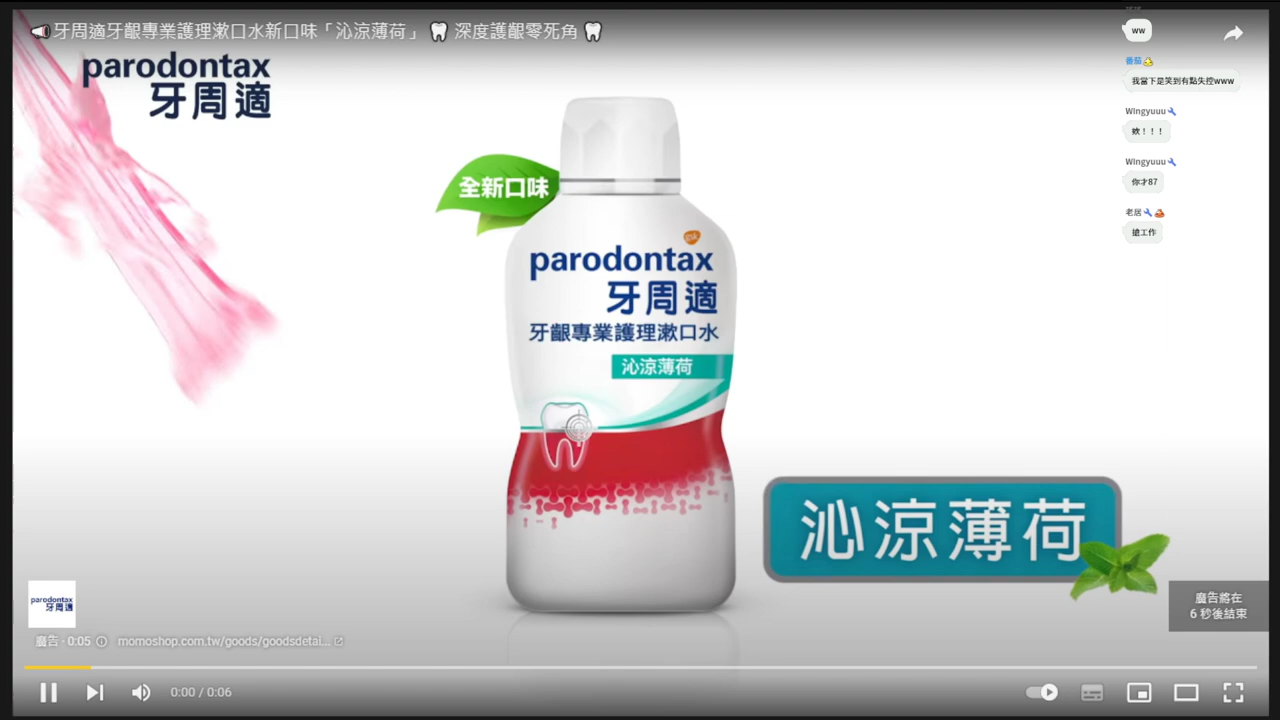 牙周適牙齦專業護理漱口水新口味「沁涼薄荷」🦷 深度護齦零死角🦷
parodontax
牙周適
全新口味
gsk
parodontax
牙周適
牙齦專業護理漱口水
沁涼薄荷
沁涼薄荷
ww
番茄
我當下是笑到有點失控www
Wingyuuu
欸！！！
Wingyuuu
你才87
老居
搶工作
parodontax
牙周適
廣告 · 0:05
momoshop.com.tw/goods/goodsdetai...
廣告將在
6 秒後結束
0:00 / 0:06